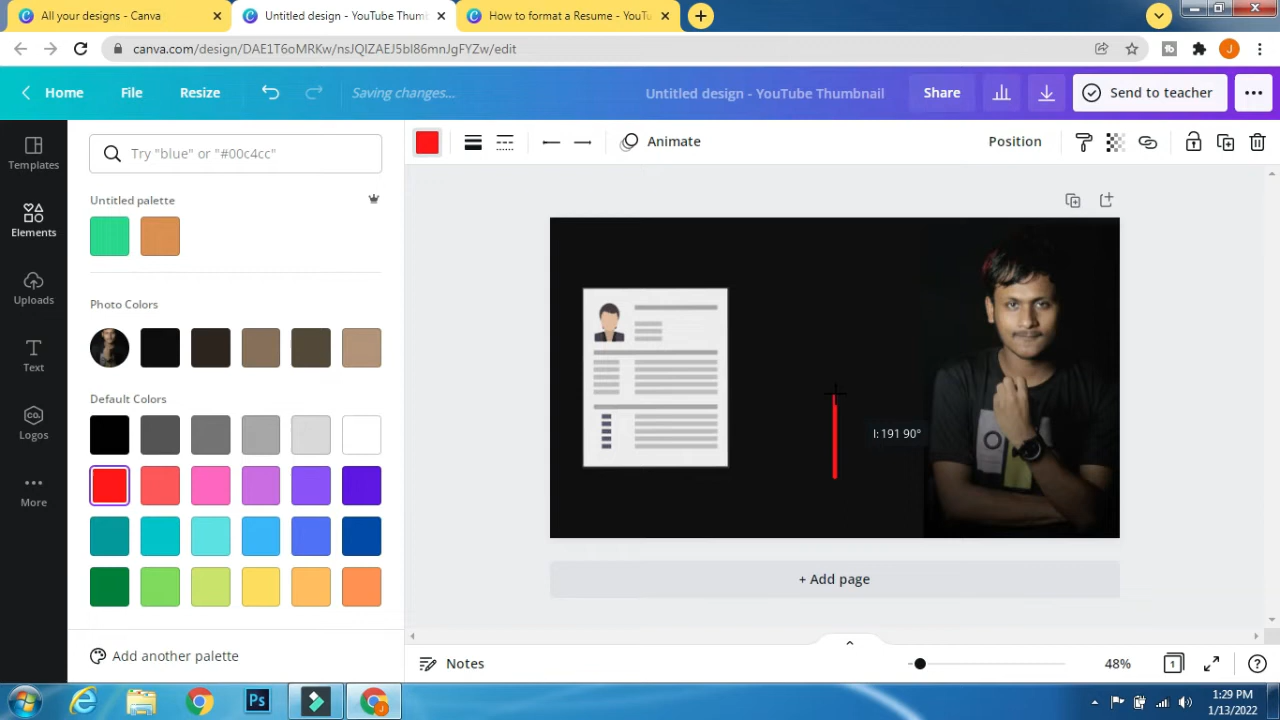 All your designs - Canva
Untitled design - YouTube Thumb
How to format a Resume - YouTu
canva.com/design/DAE1T6oMRKw/nsJQIZAEJ5bl86mnJgFYZw/edit
J
Home
File
Resize
Saving changes...
Untitled design - YouTube Thumbnail
Share
Send to teacher
Templates
Elements
Uploads
Text
CO.
Logos
More
Try "blue" or "#00c4cc"
Untitled palette
Photo Colors
Default Colors
Add another palette
Animate
Position
l: 191 90°
+ Add page
Notes
48%
1
?
Ps
J
1:29 PM
1/13/2022